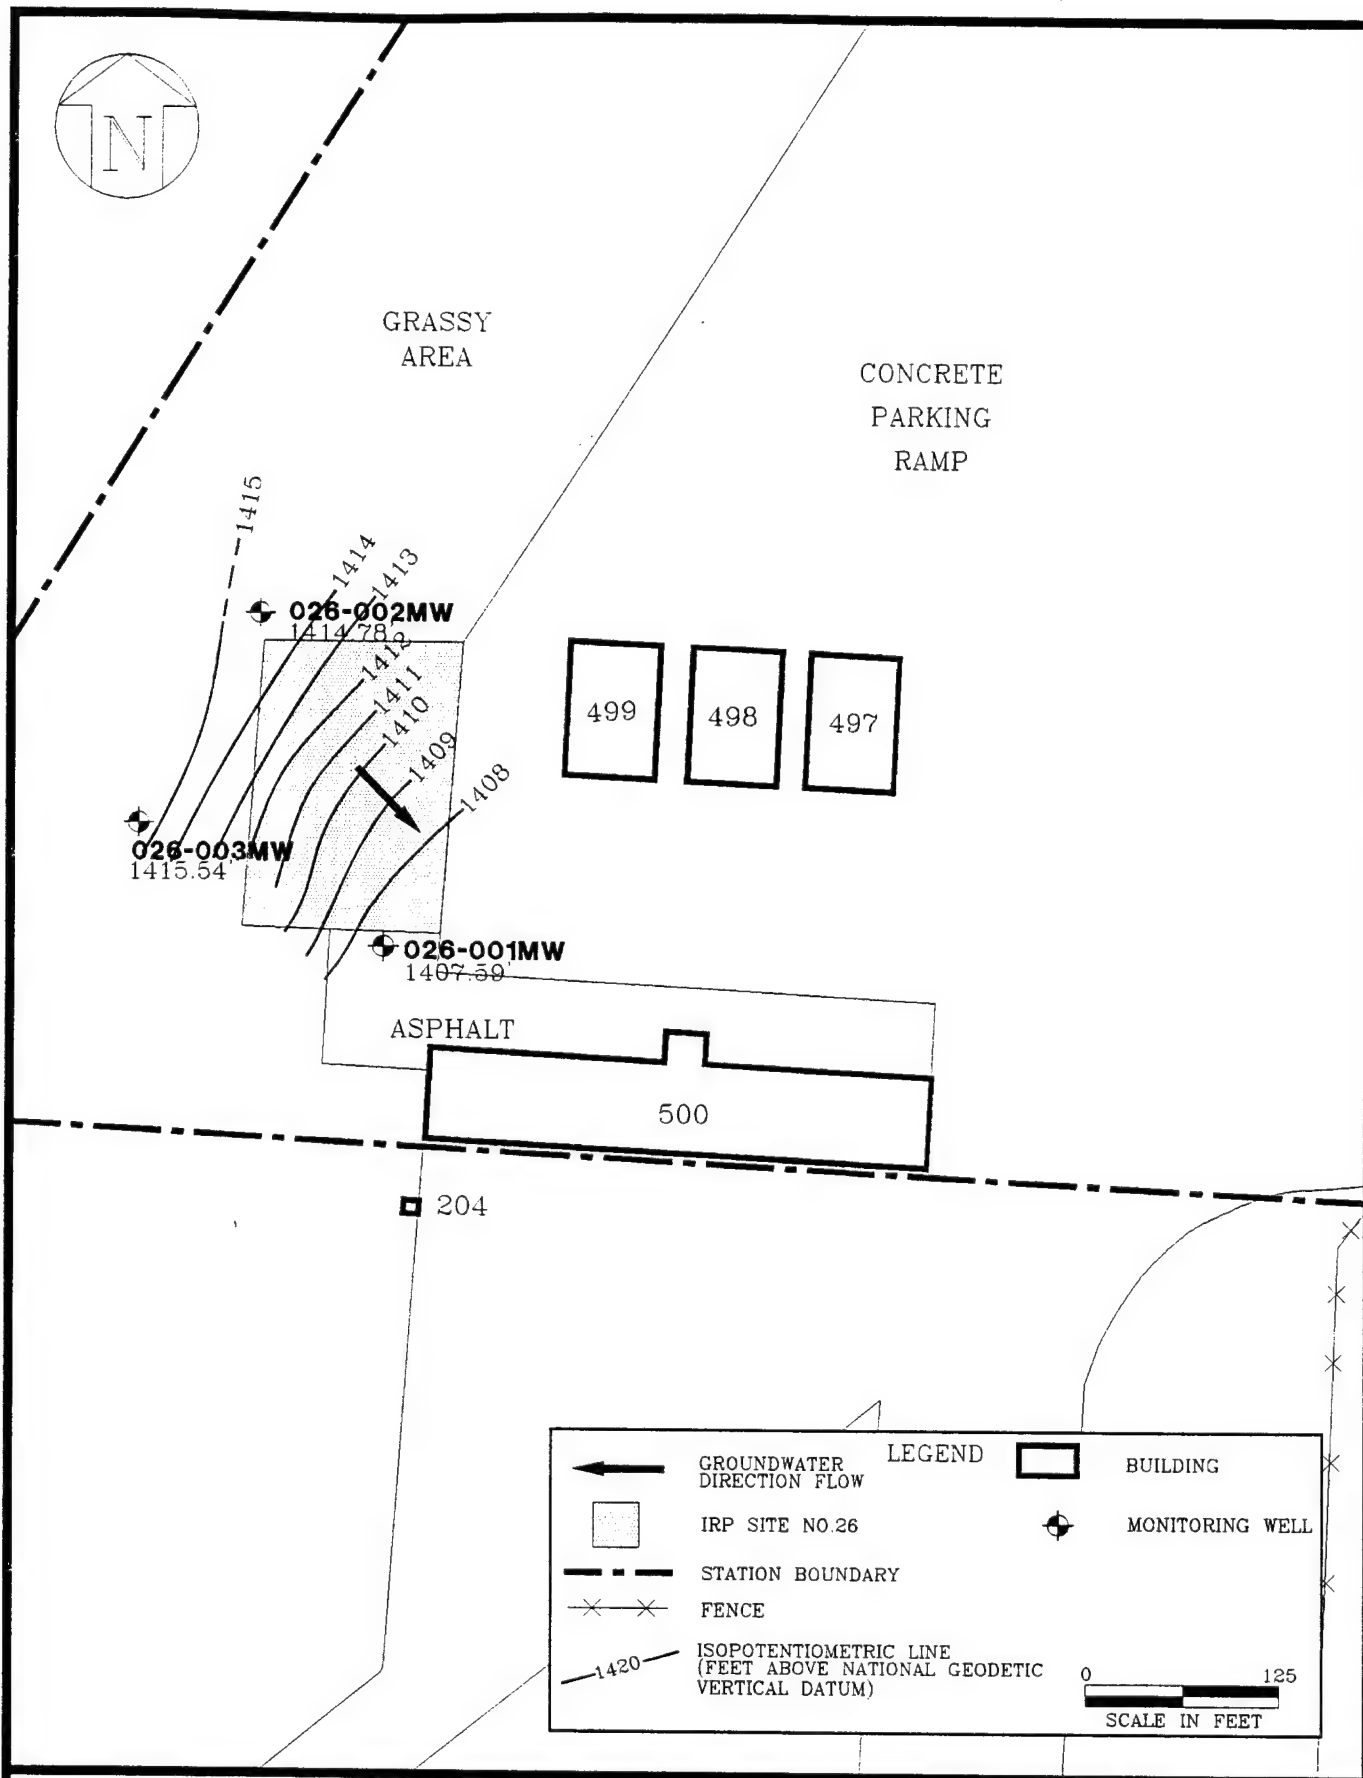 N
GRASSY
AREA
CONCRETE
PARKING
RAMP
1415
1414
1413
026-002MW
1414.78'
1412
1411
1410
1409
1408
499
498
497
026-003MW
1415.54'
026-001MW
1407.59'
ASPHALT
500
204
LEGEND
GROUNDWATER
DIRECTION FLOW
BUILDING
IRP SITE NO.26
MONITORING WELL
STATION BOUNDARY
FENCE
1420
ISOPOTENTIOMETRIC LINE
(FEET ABOVE NATIONAL GEODETIC
VERTICAL DATUM)
0 125
SCALE IN FEET